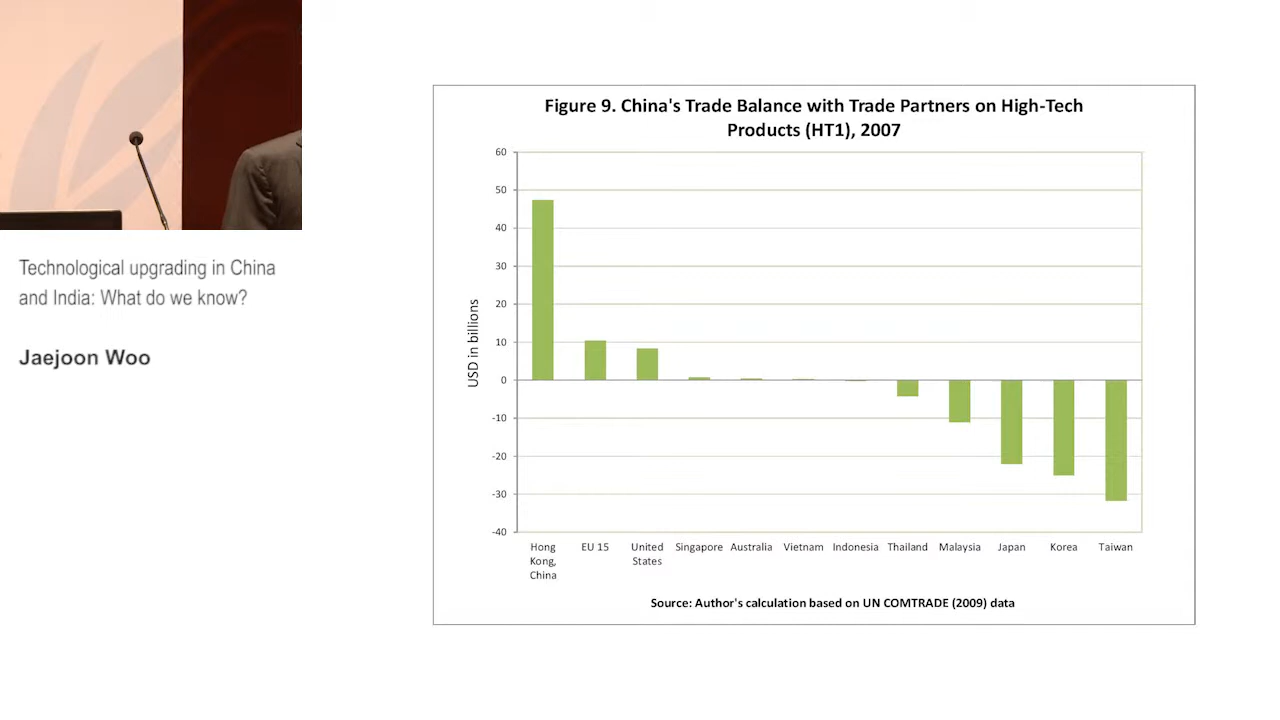 Technological upgrading in China
and India: What do we know?
Jaejoon Woo
Figure 9. China's Trade Balance with Trade Partners on High-Tech
Products (HT1), 2007
USD in billions
60
50
40
30
20
10
0
-10
-20
-30
-40
Hong Kong, China
EU 15
United States
Singapore
Australia
Vietnam
Indonesia
Thailand
Malaysia
Japan
Korea
Taiwan
Source: Author's calculation based on UN COMTRADE (2009) data